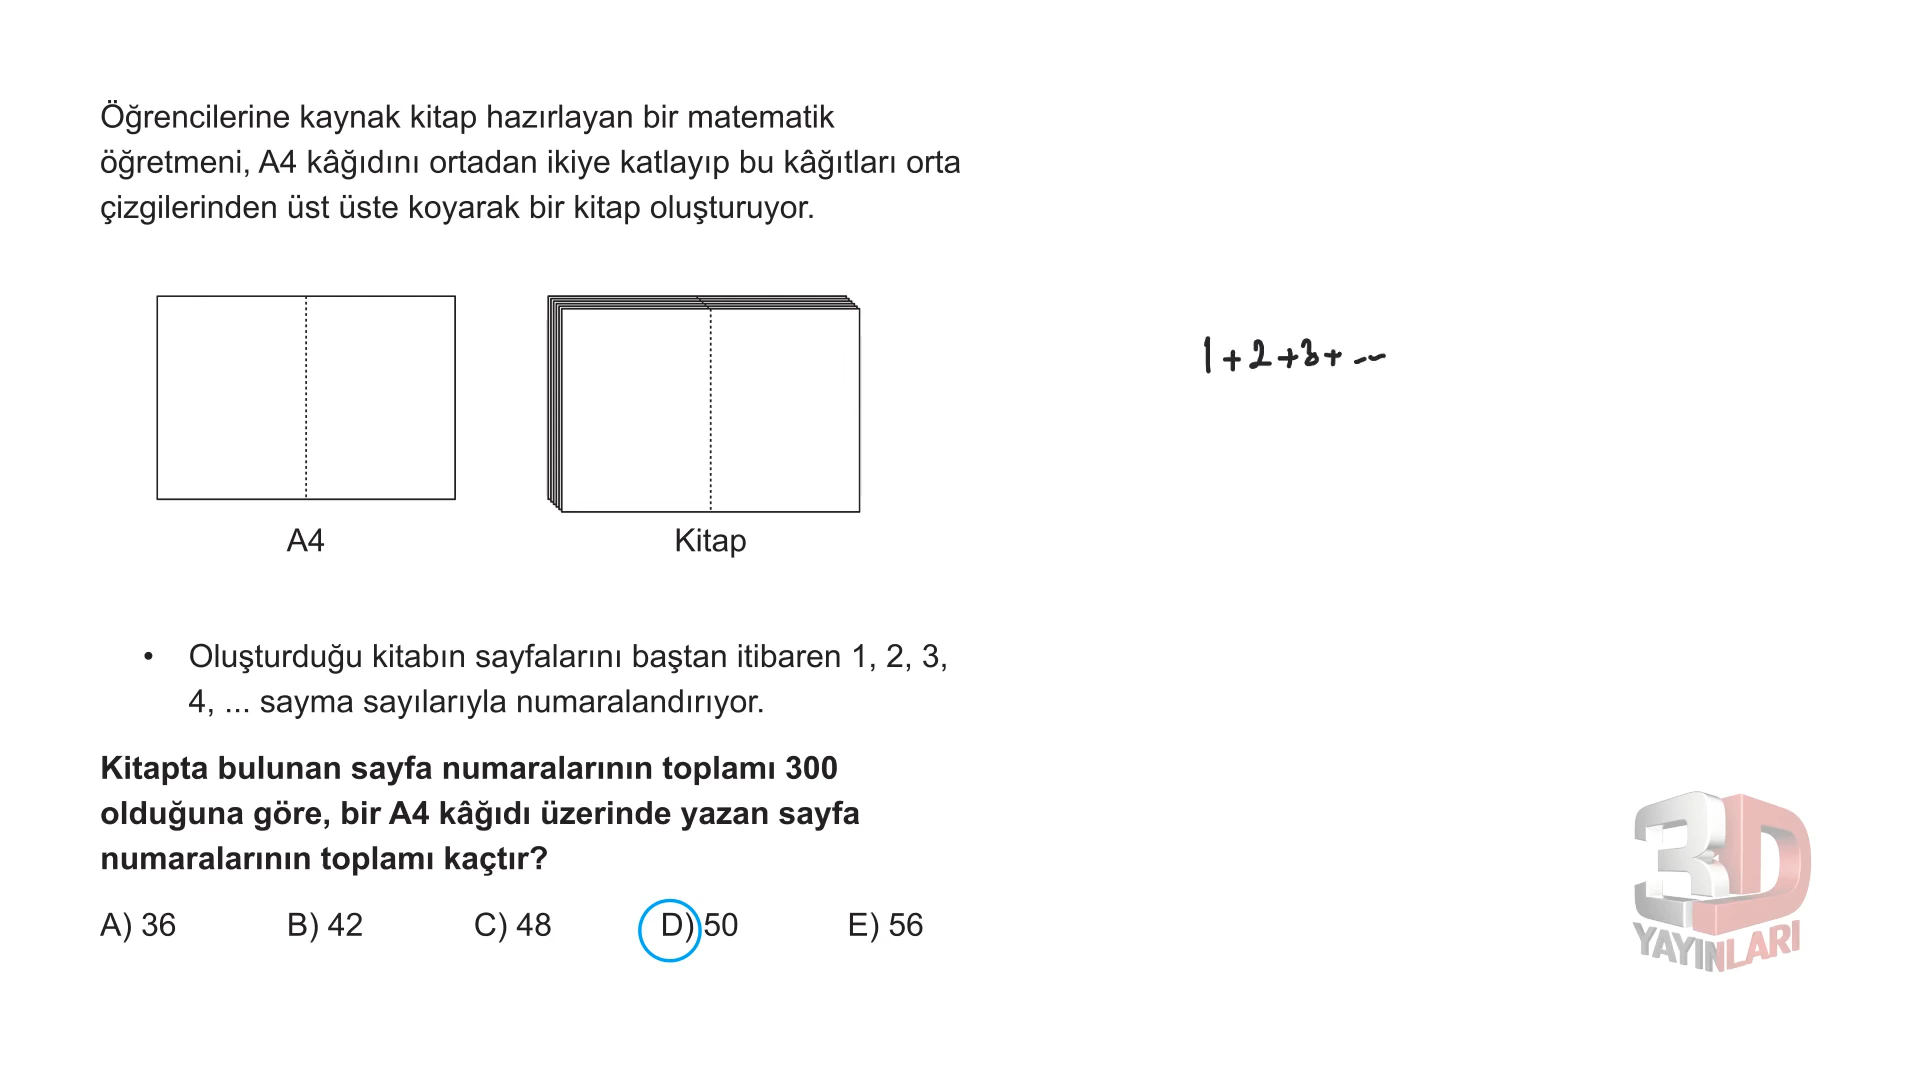 Öğrencilerine kaynak kitap hazırlayan bir matematik
öğretmeni, A4 kâğıdını ortadan ikiye katlayıp bu kâğıtları orta
çizgilerinden üst üste koyarak bir kitap oluşturuyor.
A4
Kitap
1+2+3+ --
• Oluşturduğu kitabın sayfalarını baştan itibaren 1, 2, 3,
4, ... sayma sayılarıyla numaralandırıyor.
Kitapta bulunan sayfa numaralarının toplamı 300
olduğuna göre, bir A4 kâğıdı üzerinde yazan sayfa
numaralarının toplamı kaçtır?
A) 36 B) 42 C) 48 D) 50 E) 56
3D
YAYINLARI